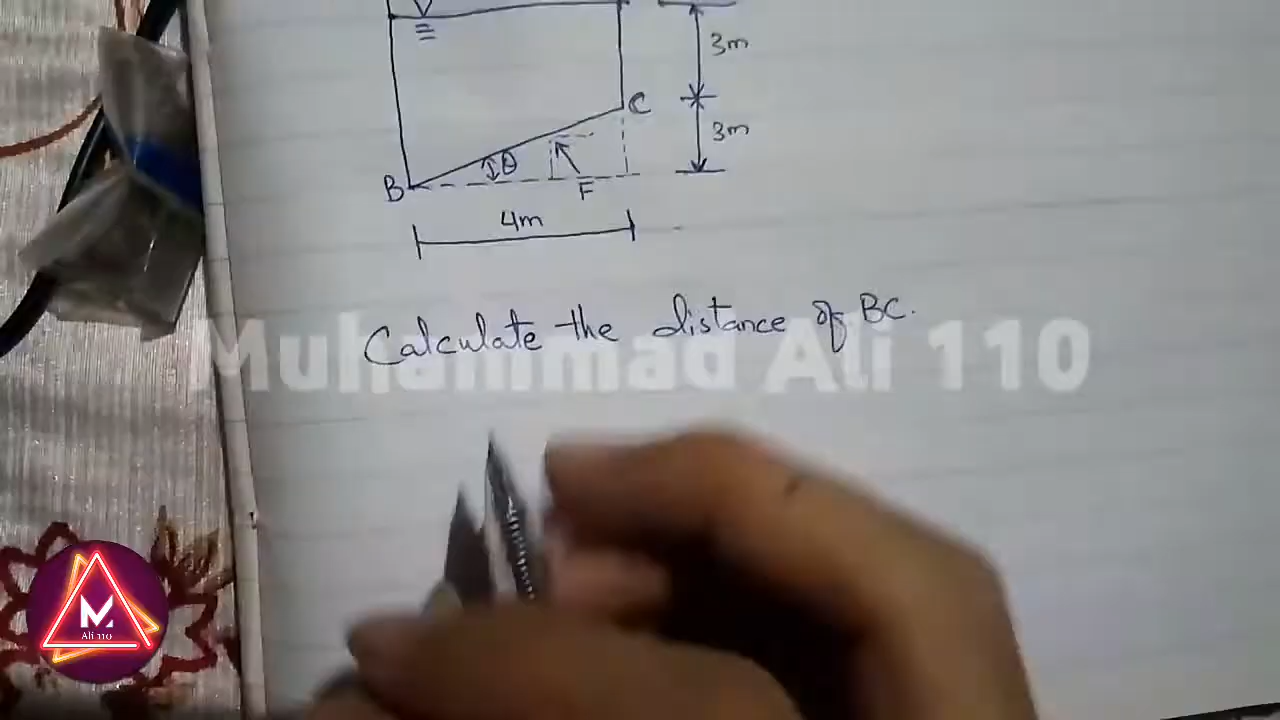 3m
C
3m
θ
B
F
4m
Calculate the distance of BC.
Muhammad Ali 110
M
Ali 110